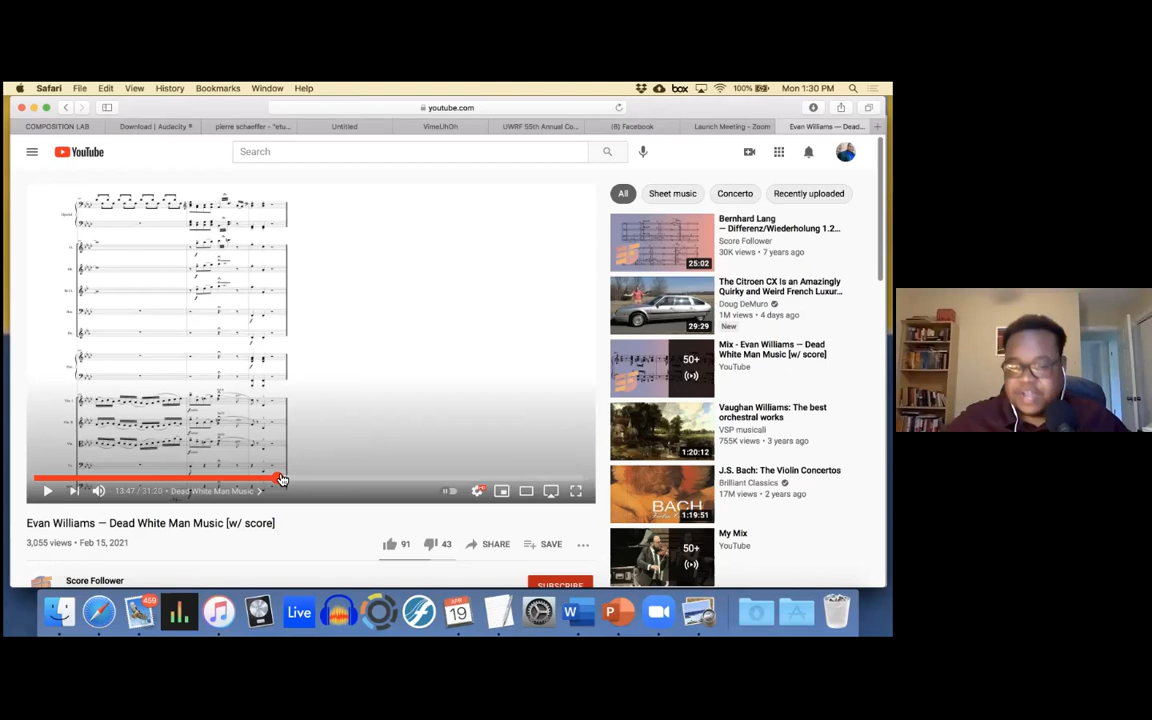 Safari File Edit View History Bookmarks Window Help box 100% Mon 1:30 PM
youtube.com
COMPOSITION LAB Download | Audacity ® pierre schaeffer - "etu... Untitled VimeUhOn UWRF 55th Annual Co... (8) Facebook Launch Meeting - Zoom Evan Williams — Dead...
YouTube Search
All Sheet music Concerto Recently uploaded
Bernhard Lang
— Differenz/Wiederholung 1.2...
Score Follower
30K views • 7 years ago
25:02
The Citroen CX Is an Amazingly
Quirky and Weird French Luxur...
Doug DeMuro
1M views • 4 days ago
New
29:29
Mix - Evan Williams — Dead
White Man Music [w/ score]
YouTube
50+
Vaughan Williams: The best
orchestral works
VSP musicali
755K views • 3 years ago
1:20:12
J.S. Bach: The Violin Concertos
Brilliant Classics
17M views • 2 years ago
BACH
1:19:51
My Mix
YouTube
50+
13:47 / 31:20 • Dead White Man Music >
Evan Williams — Dead White Man Music [w/ score]
3,055 views • Feb 15, 2021
91 43 SHARE SAVE ...
Score Follower
SUBSCRIBE
459
Live
APR
19
W
P